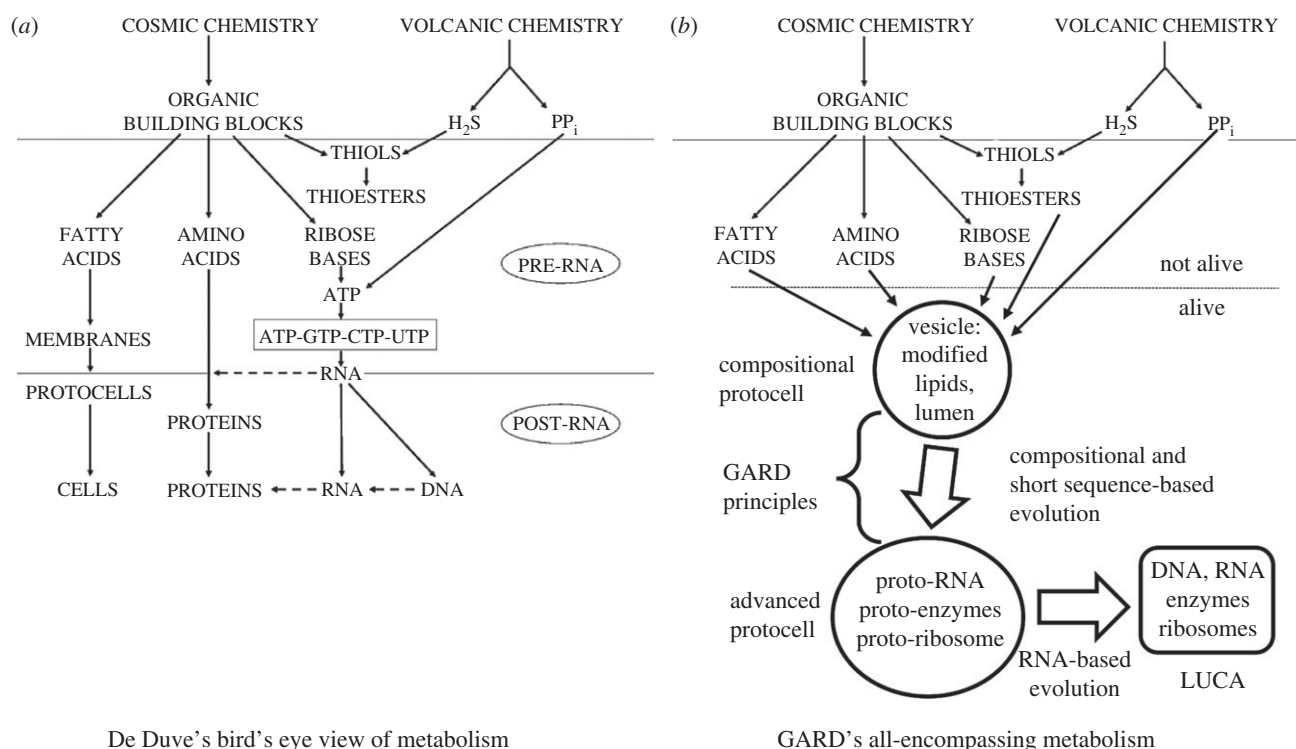 (a)
COSMIC CHEMISTRY
VOLCANIC CHEMISTRY
ORGANIC
BUILDING BLOCKS
H2S
PPi
THIOLS
THIOESTERS
FATTY
ACIDS
AMINO
ACIDS
RIBOSE
BASES
PRE-RNA
ATP
MEMBRANES
ATP-GTP-CTP-UTP
RNA
PROTOCELLS
PROTEINS
POST-RNA
CELLS
PROTEINS
RNA
DNA
De Duve's bird's eye view of metabolism
(b)
COSMIC CHEMISTRY
VOLCANIC CHEMISTRY
ORGANIC
BUILDING BLOCKS
H2S
PPi
THIOLS
THIOESTERS
FATTY
ACIDS
AMINO
ACIDS
RIBOSE
BASES
not alive
alive
vesicle:
modified
lipids,
lumen
compositional
protocell
GARD
principles
compositional and
short sequence-based
evolution
advanced
protocell
proto-RNA
proto-enzymes
proto-ribosome
RNA-based
evolution
DNA, RNA
enzymes
ribosomes
LUCA
GARD's all-encompassing metabolism